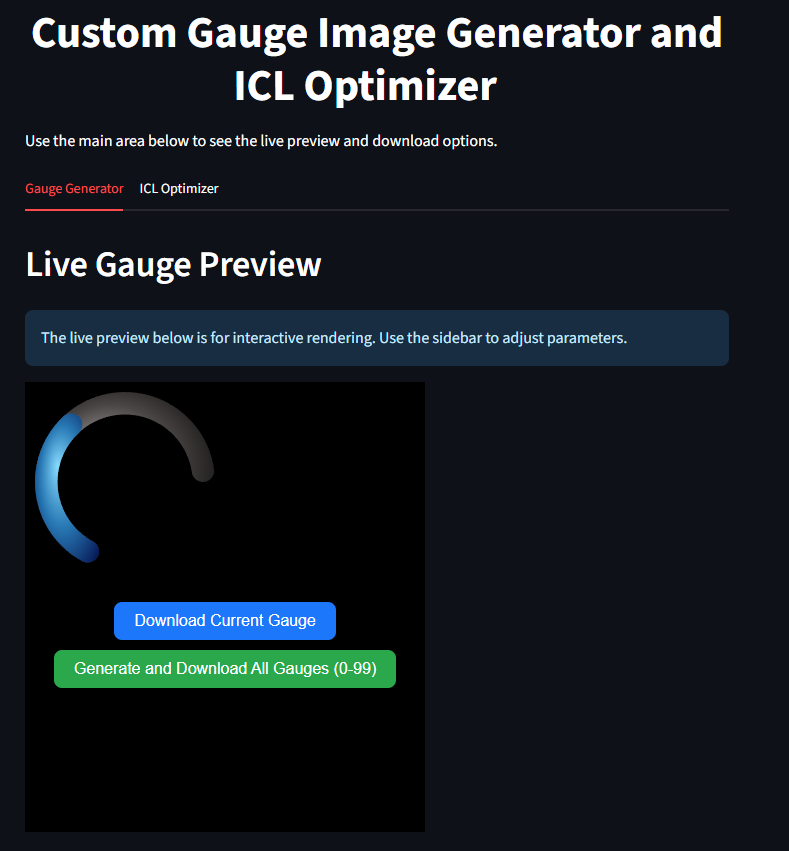 Custom Gauge Image Generator and
ICL Optimizer
Use the main area below to see the live preview and download options.
Gauge Generator
ICL Optimizer
Live Gauge Preview
The live preview below is for interactive rendering. Use the sidebar to adjust parameters.
Download Current Gauge
Generate and Download All Gauges (0-99)